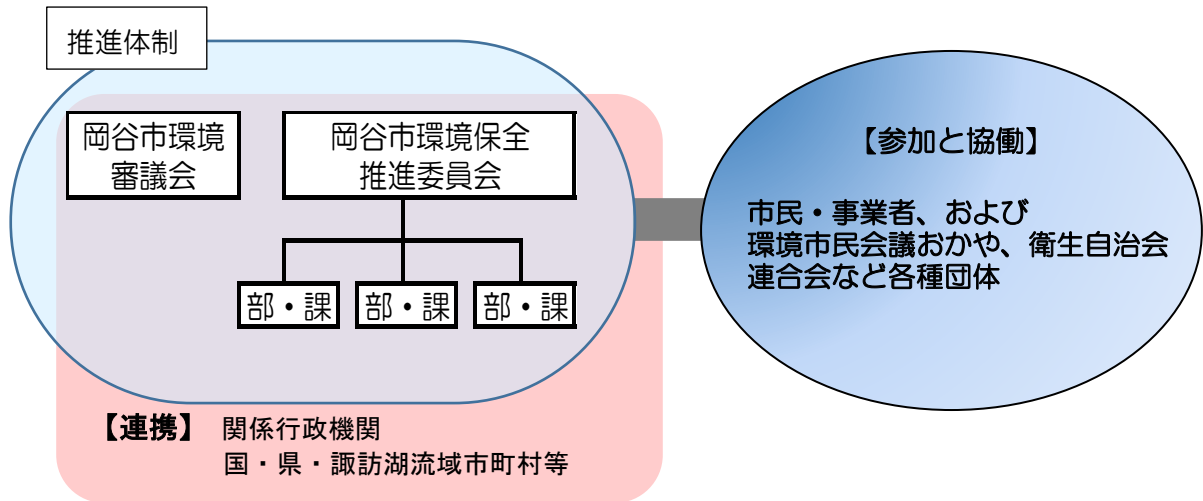 推進体制
岡谷市環境
審議会
岡谷市環境保全
推進委員会
部・課
部・課
部・課
【連携】 関係行政機関
国・県・諏訪湖流域市町村等
【参加と協働】
市民・事業者、および
環境市民会議おかや、衛生自治会
連合会など各種団体